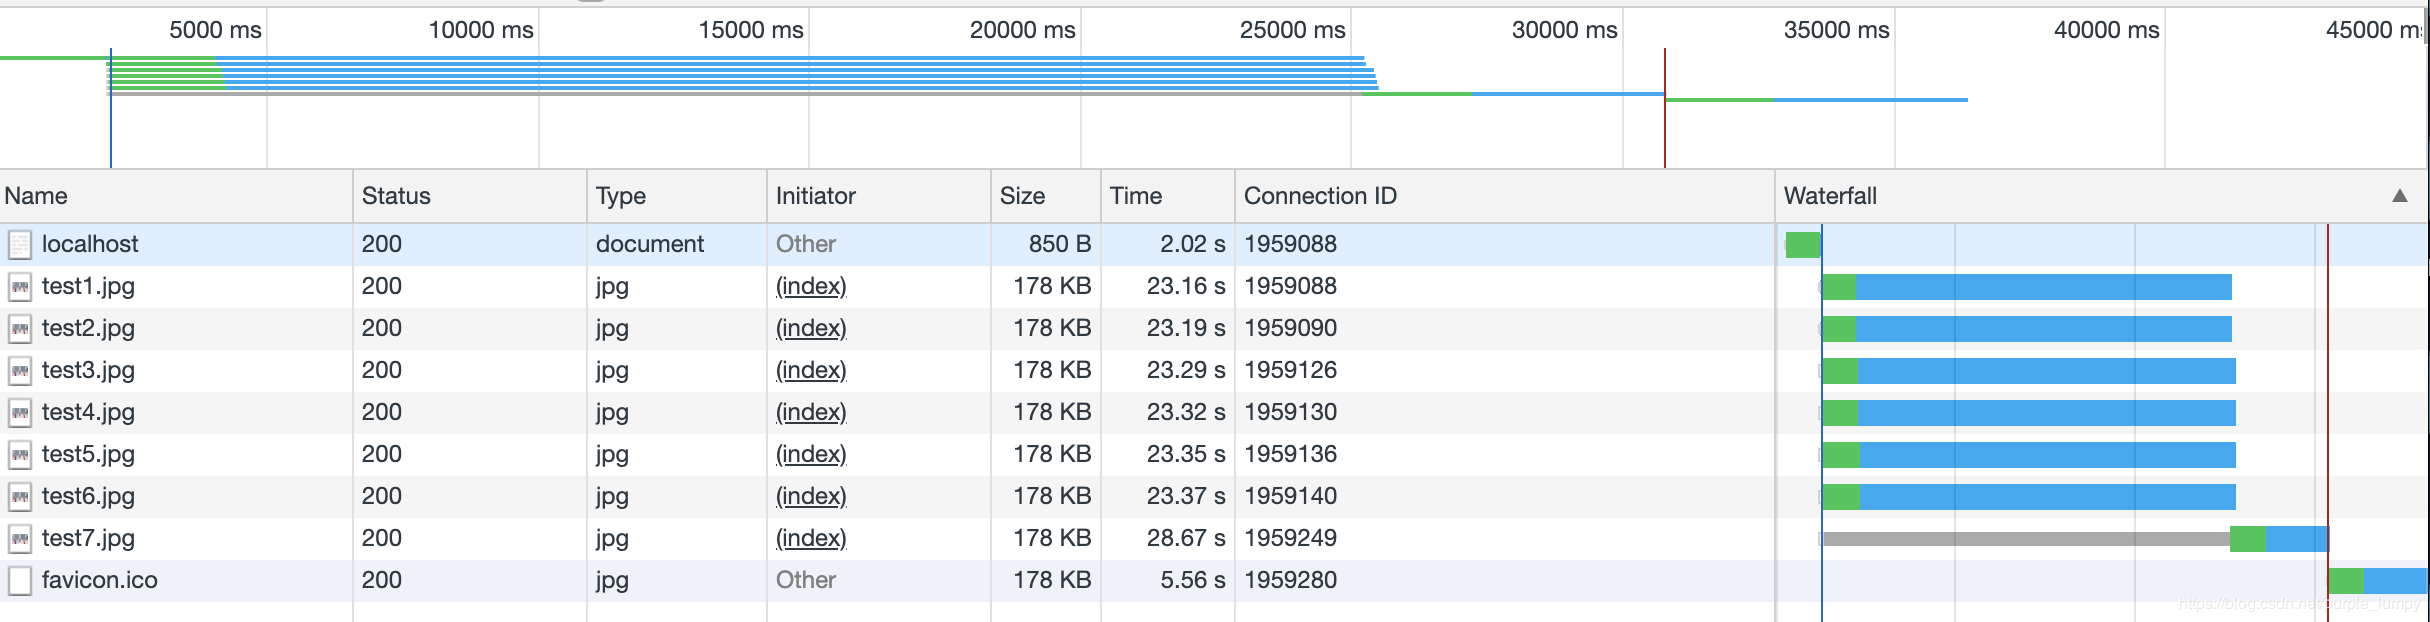 5000 ms 10000 ms 15000 ms 20000 ms 25000 ms 30000 ms 35000 ms 40000 ms 45000 m
Name Status Type Initiator Size Time Connection ID Waterfall ▲
localhost 200 document Other 850 B 2.02 s 1959088
test1.jpg 200 jpg (index) 178 KB 23.16 s 1959088
test2.jpg 200 jpg (index) 178 KB 23.19 s 1959090
test3.jpg 200 jpg (index) 178 KB 23.29 s 1959126
test4.jpg 200 jpg (index) 178 KB 23.32 s 1959130
test5.jpg 200 jpg (index) 178 KB 23.35 s 1959136
test6.jpg 200 jpg (index) 178 KB 23.37 s 1959140
test7.jpg 200 jpg (index) 178 KB 28.67 s 1959249
favicon.ico 200 jpg Other 178 KB 5.56 s 1959280
https://blog.csdn.net/purple_lumpy